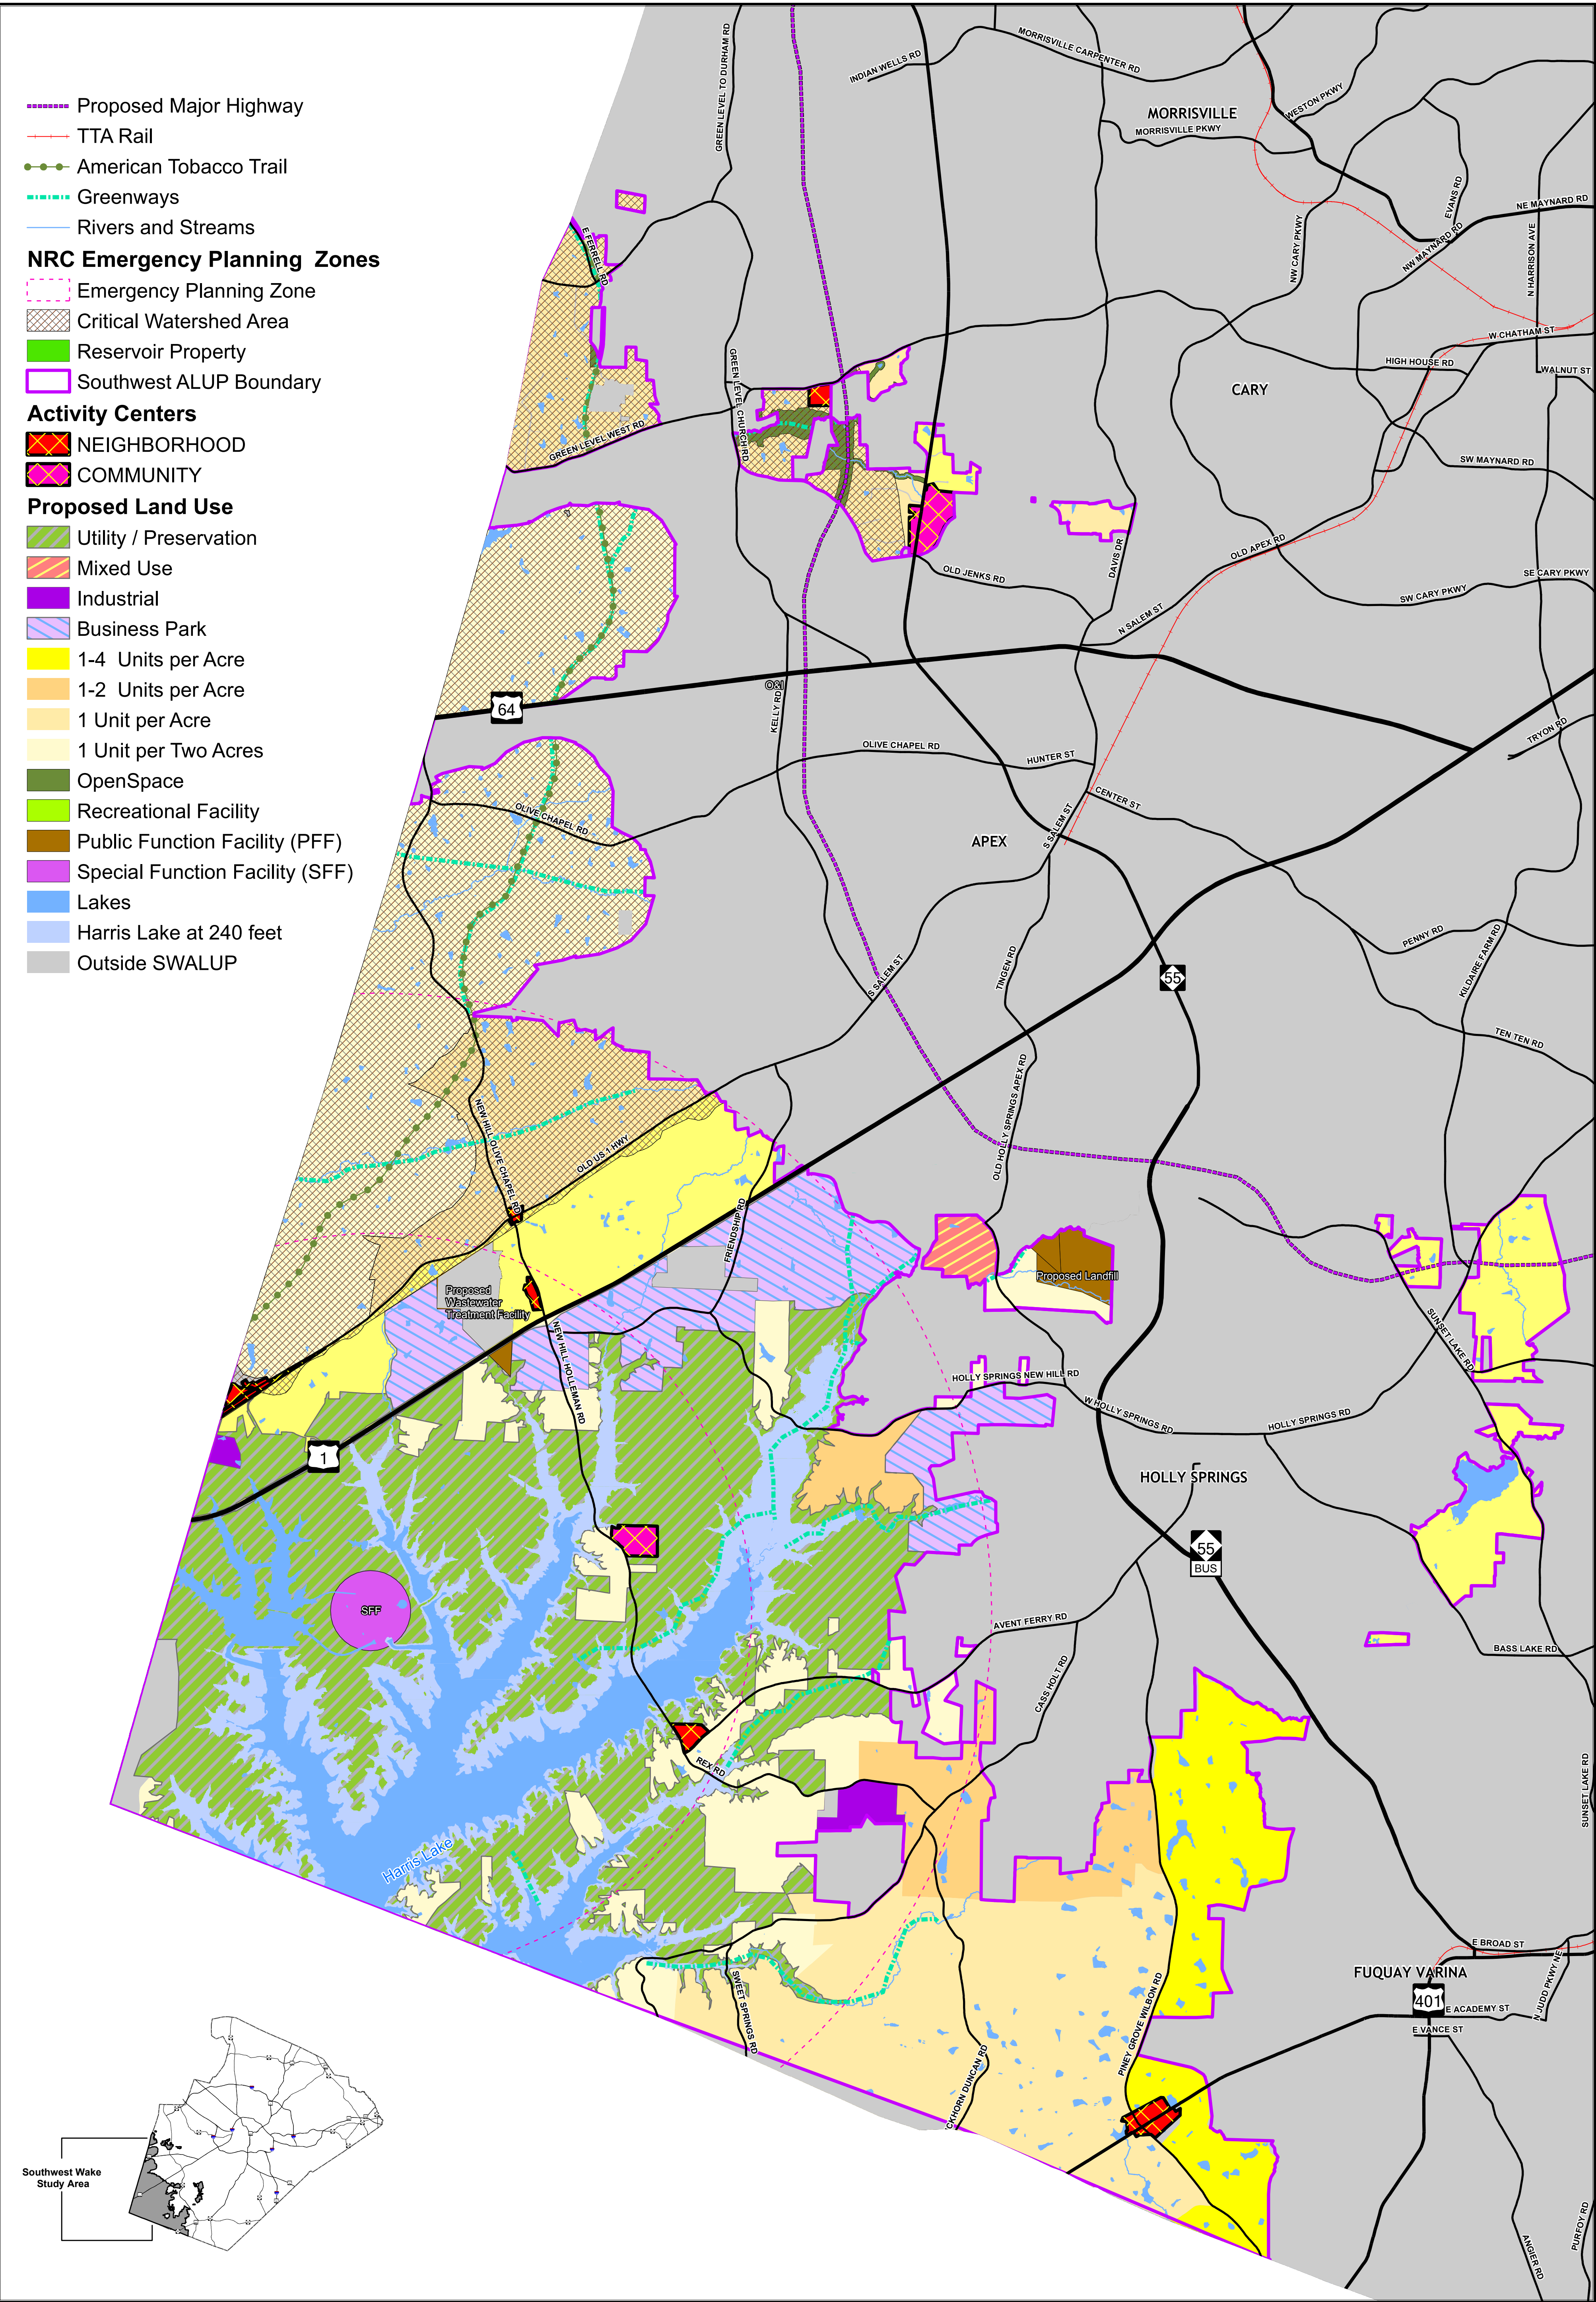 Proposed Major Highway
TTA Rail
American Tobacco Trail
Greenways
Rivers and Streams
NRC Emergency Planning Zones
Emergency Planning Zone
Critical Watershed Area
Reservoir Property
Southwest ALUP Boundary
Activity Centers
NEIGHBORHOOD
COMMUNITY
Proposed Land Use
Utility / Preservation
Mixed Use
Industrial
Business Park
1-4 Units per Acre
1-2 Units per Acre
1 Unit per Acre
1 Unit per Two Acres
OpenSpace
Recreational Facility
Public Function Facility (PFF)
Special Function Facility (SFF)
Lakes
Harris Lake at 240 feet
Outside SWALUP
GREEN LEVEL TO DURHAM RD
INDIAN WELLS RD
MORRISVILLE CARPENTER RD
MORRISVILLE
MORRISVILLE PKWY
WESTON PKWY
EVANS RD
NE MAYNARD RD
NW MAYNARD RD
NW CARY PKWY
N HARRISON AVE
E FERRELL RD
W CHATHAM ST
HIGH HOUSE RD
WALNUT ST
CARY
GREEN LEVEL CHURCH RD
GREEN LEVEL WEST RD
SW MAYNARD RD
OLD APEX RD
DAVIS DR
OLD JENKS RD
SE CARY PKWY
SW CARY PKWY
N SALEM ST
64
O&I
KELLY RD
TRYON RD
OLIVE CHAPEL RD
HUNTER ST
CENTER ST
OLIVE CHAPEL RD
S SALEM ST
APEX
PENNY RD
KILDAIRE FARM RD
S SALEM ST
TINGEN RD
55
TEN TEN RD
OLD HOLLY SPRINGS APEX RD
NEW HILL OLIVE CHAPEL RD
OLD US 1 HWY
FRIENDSHIP RD
Proposed Landfill
Proposed
Wastewater
Treatment Facility
NEW HILL HOLLEMAN RD
SUNSET LAKE RD
HOLLY SPRINGS NEW HILL RD
W HOLLY SPRINGS RD
HOLLY SPRINGS RD
1
HOLLY SPRINGS
55
BUS
SFF
AVENT FERRY RD
CASS HOLT RD
BASS LAKE RD
REX RD
SUNSET LAKE RD
Harris Lake
E BROAD ST
FUQUAY VARINA
401
E ACADEMY ST
N JUDD PKWY NE
E VANCE ST
SWEET SPRINGS RD
CKHORN DUNCAN RD
PINEY GROVE WILBON RD
ANGIER RD
PURFOY RD
Southwest Wake
Study Area